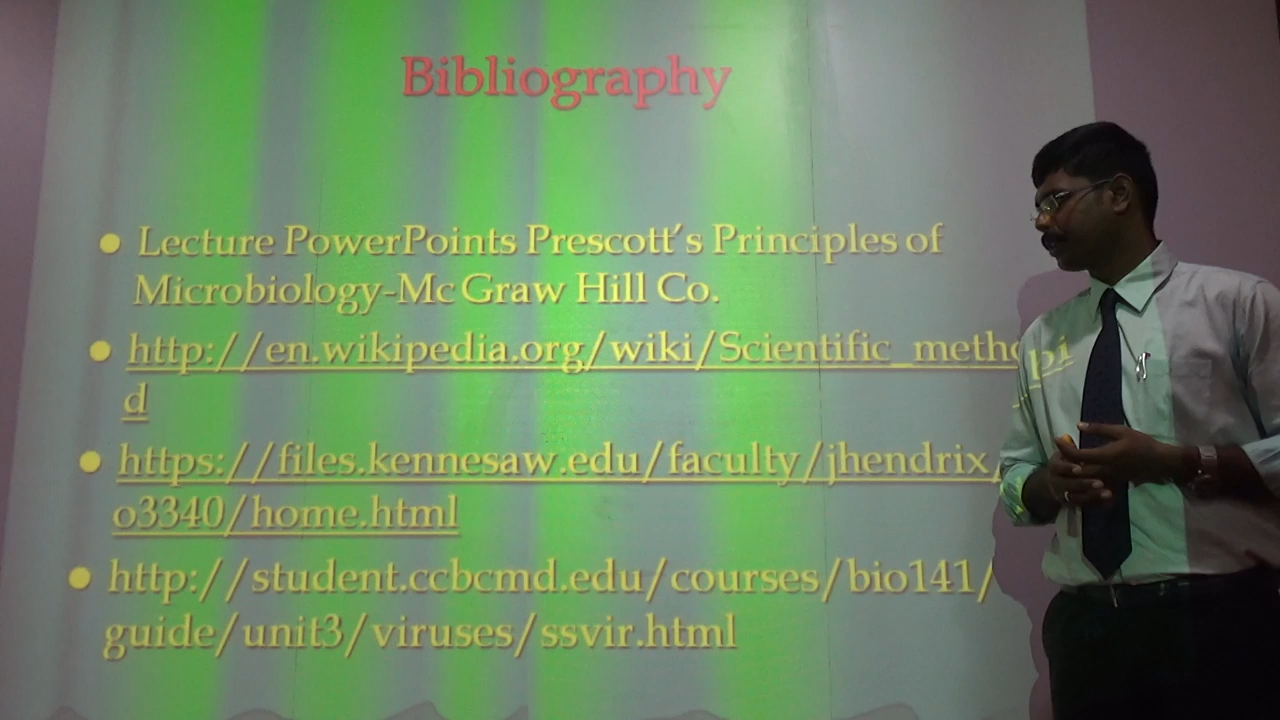 Bibliography
• Lecture PowerPoints Prescott's Principles of
Microbiology-Mc Graw Hill Co.
• http://en.wikipedia.org/wiki/Scientific_metho
d
• https://files.kennesaw.edu/faculty/jhendrix/bi
o3340/home.html
• http://student.ccbcmd.edu/courses/bio141/
guide/unit3/viruses/ssvir.html